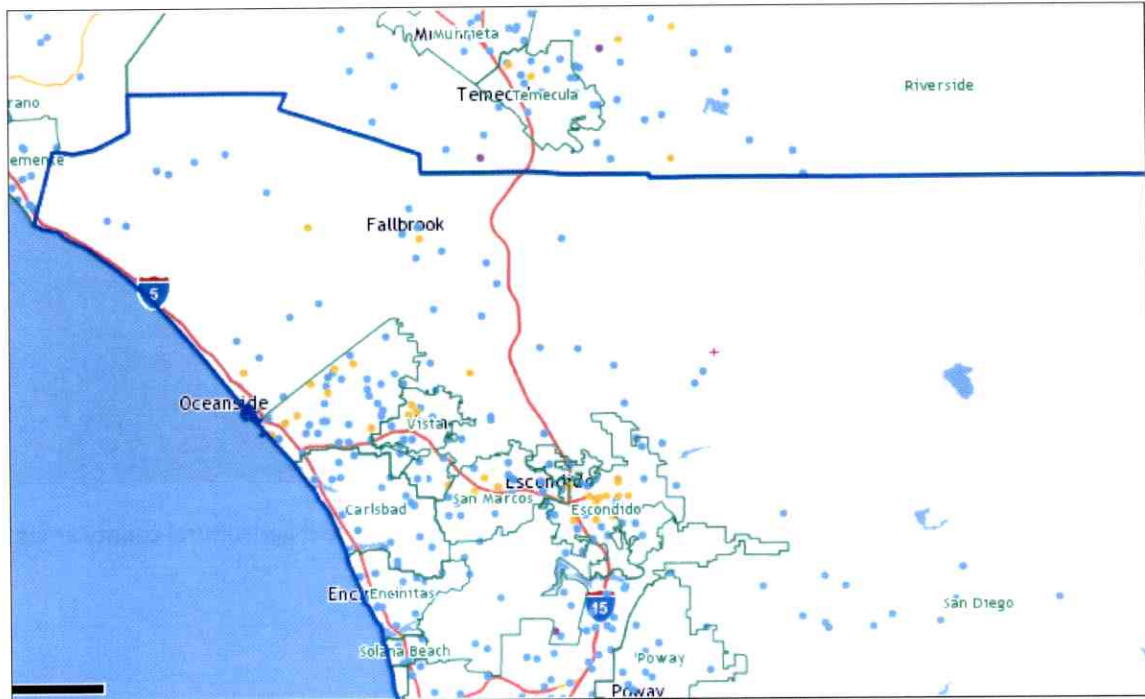 Murrieta
Temecula
Riverside
rano
emente
Fallbrook
5
Oceanside
Vista
Escondido
San Marcos
Escondido
Carlsbad
Encinitas
15
San Diego
Solana Beach
Poway
Poway